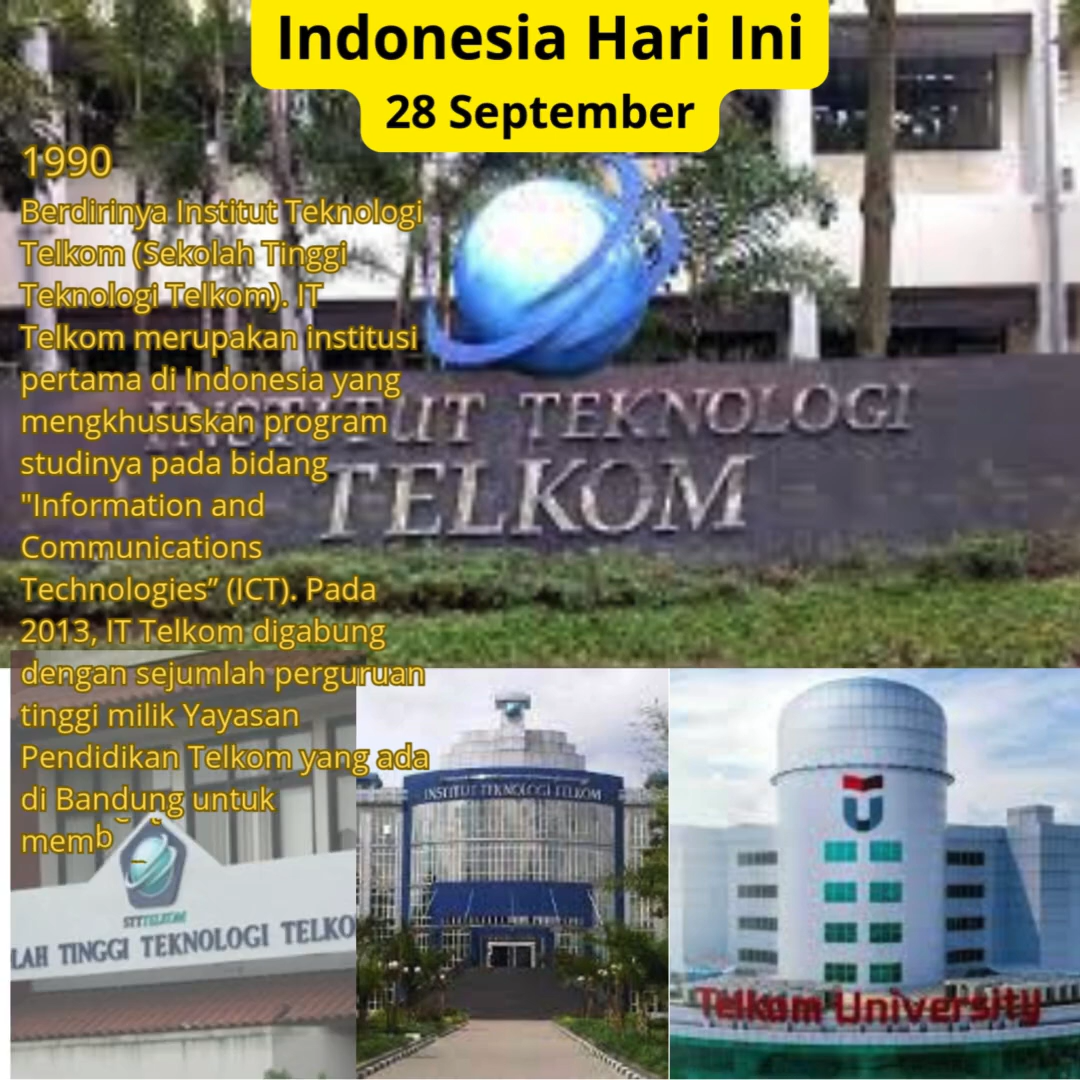 Indonesia Hari Ini
28 September
1990
Berdirinya Institut Teknologi
Telkom (Sekolah Tinggi
Teknologi Telkom). IT
Telkom merupakan institusi
pertama di Indonesia yang
mengkhususkan program
studinya pada bidang
"Information and
Communications
Technologies” (ICT). Pada
2013, IT Telkom digabung
dengan sejumlah perguruan
tinggi milik Yayasan
Pendidikan Telkom yang ada
di Bandung untuk
memb
INSTITUT TEKNOLOGI
TELKOM
STTTELKOM
LAH TINGGI TEKNOLOGI TELKO
INSTITUT TEKNOLOGI TELKOM
Telkom University